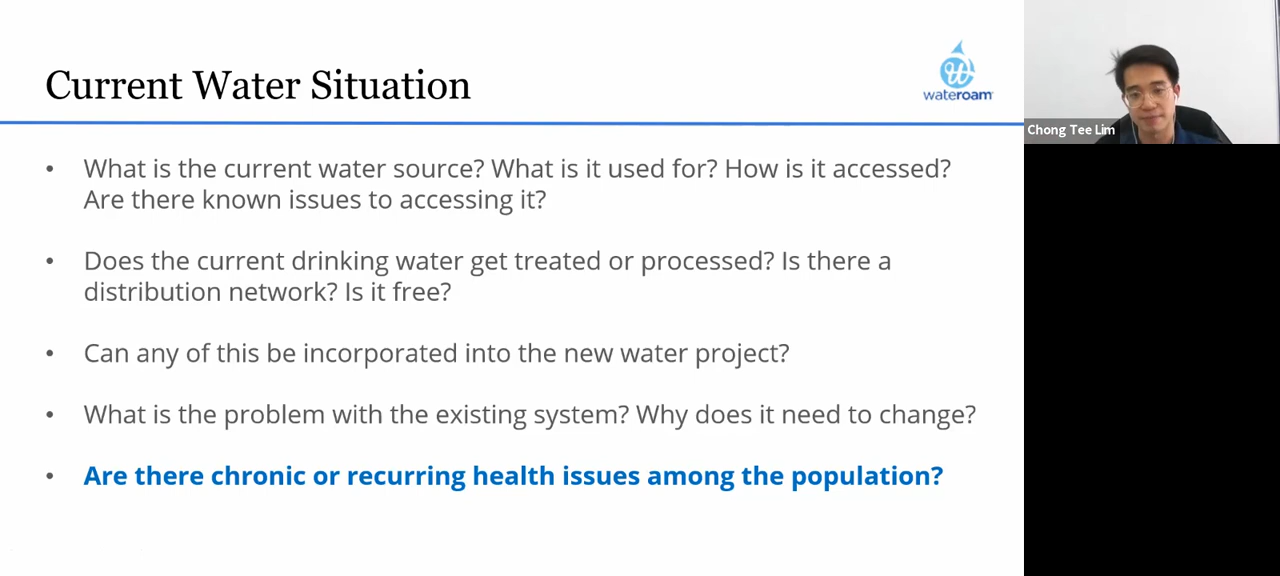 Current Water Situation
wateroam
Chong Tee Lim
• What is the current water source? What is it used for? How is it accessed?
Are there known issues to accessing it?
• Does the current drinking water get treated or processed? Is there a
distribution network? Is it free?
• Can any of this be incorporated into the new water project?
• What is the problem with the existing system? Why does it need to change?
• Are there chronic or recurring health issues among the population?